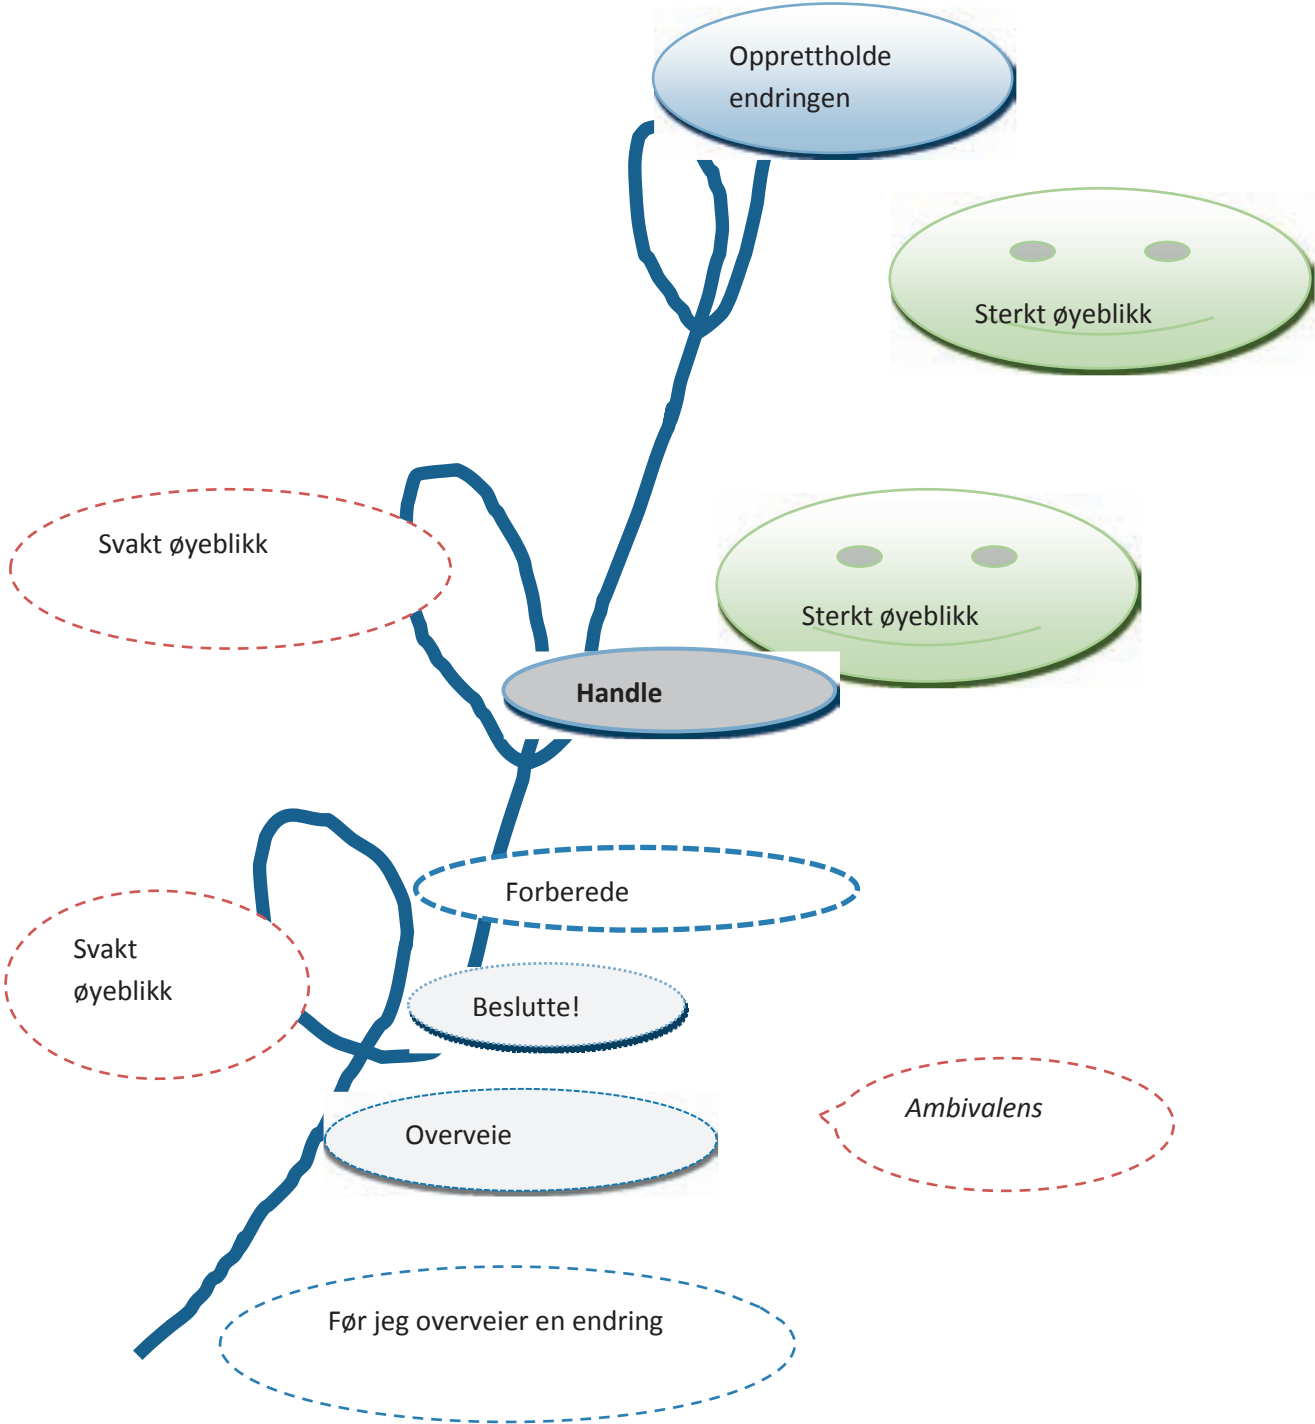 Opprettholde
endringen
Sterkt øyeblikk
Svakt øyeblikk
Sterkt øyeblikk
Handle
Forberede
Svakt
øyeblikk
Beslutte!
Ambivalens
Overveie
Før jeg overveier en endring